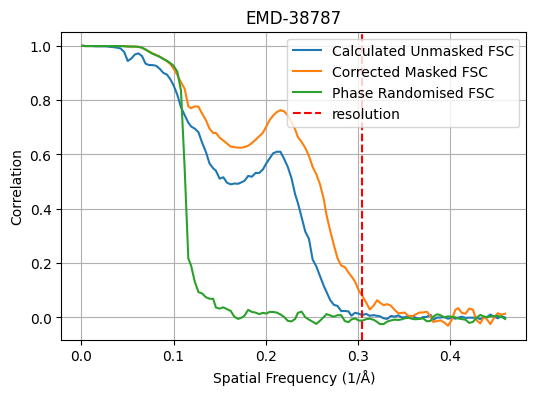 EMD-38787
Calculated Unmasked FSC
Corrected Masked FSC
Phase Randomised FSC
resolution
Correlation
1.0
0.8
0.6
0.4
0.2
0.0
0.0
0.1
0.2
0.3
0.4
Spatial Frequency (1/Å)